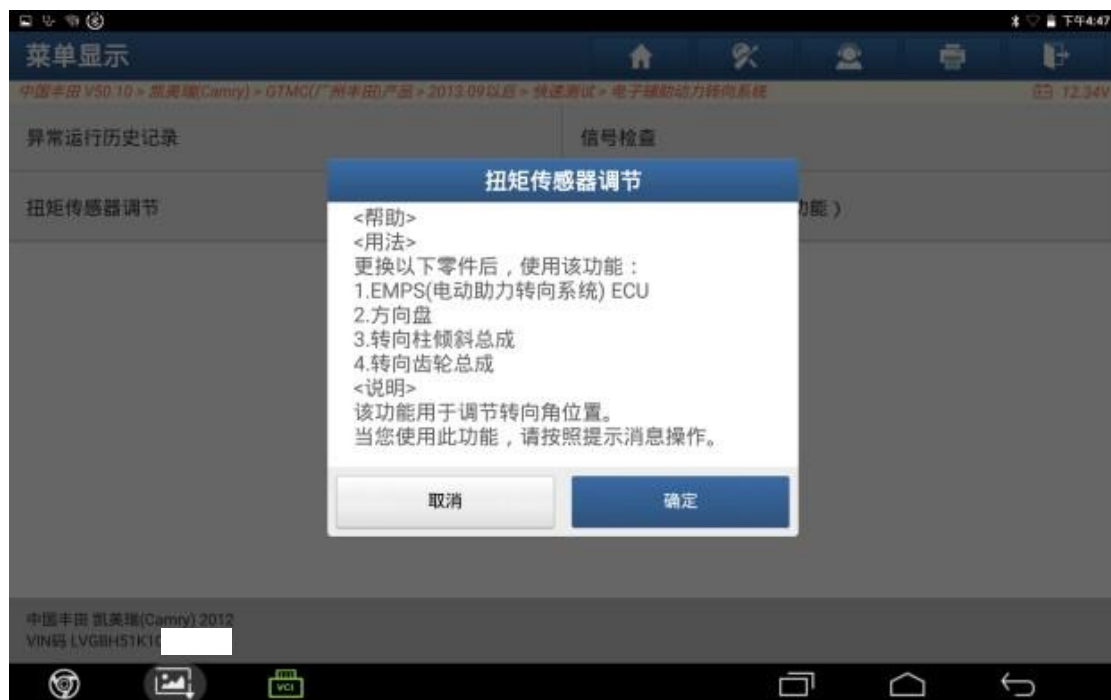 下午4:47
菜单显示
中国丰田 V50.10 > 凯美瑞(Camry) > GTMC(广州丰田)产品 > 2013.09以后 > 快速测试 > 电子辅助动力转向系统
12.34V
异常运行历史记录
信号检查
扭矩传感器调节
功能）
扭矩传感器调节
<帮助>
<用法>
更换以下零件后，使用该功能：
1.EMPS(电动助力转向系统) ECU
2.方向盘
3.转向柱倾斜总成
4.转向齿轮总成
<说明>
该功能用于调节转向角位置。
当您使用此功能，请按照提示消息操作。
取消
确定
中国丰田 凯美瑞(Camry) 2012
VIN码 LVGBH51K1
VCI